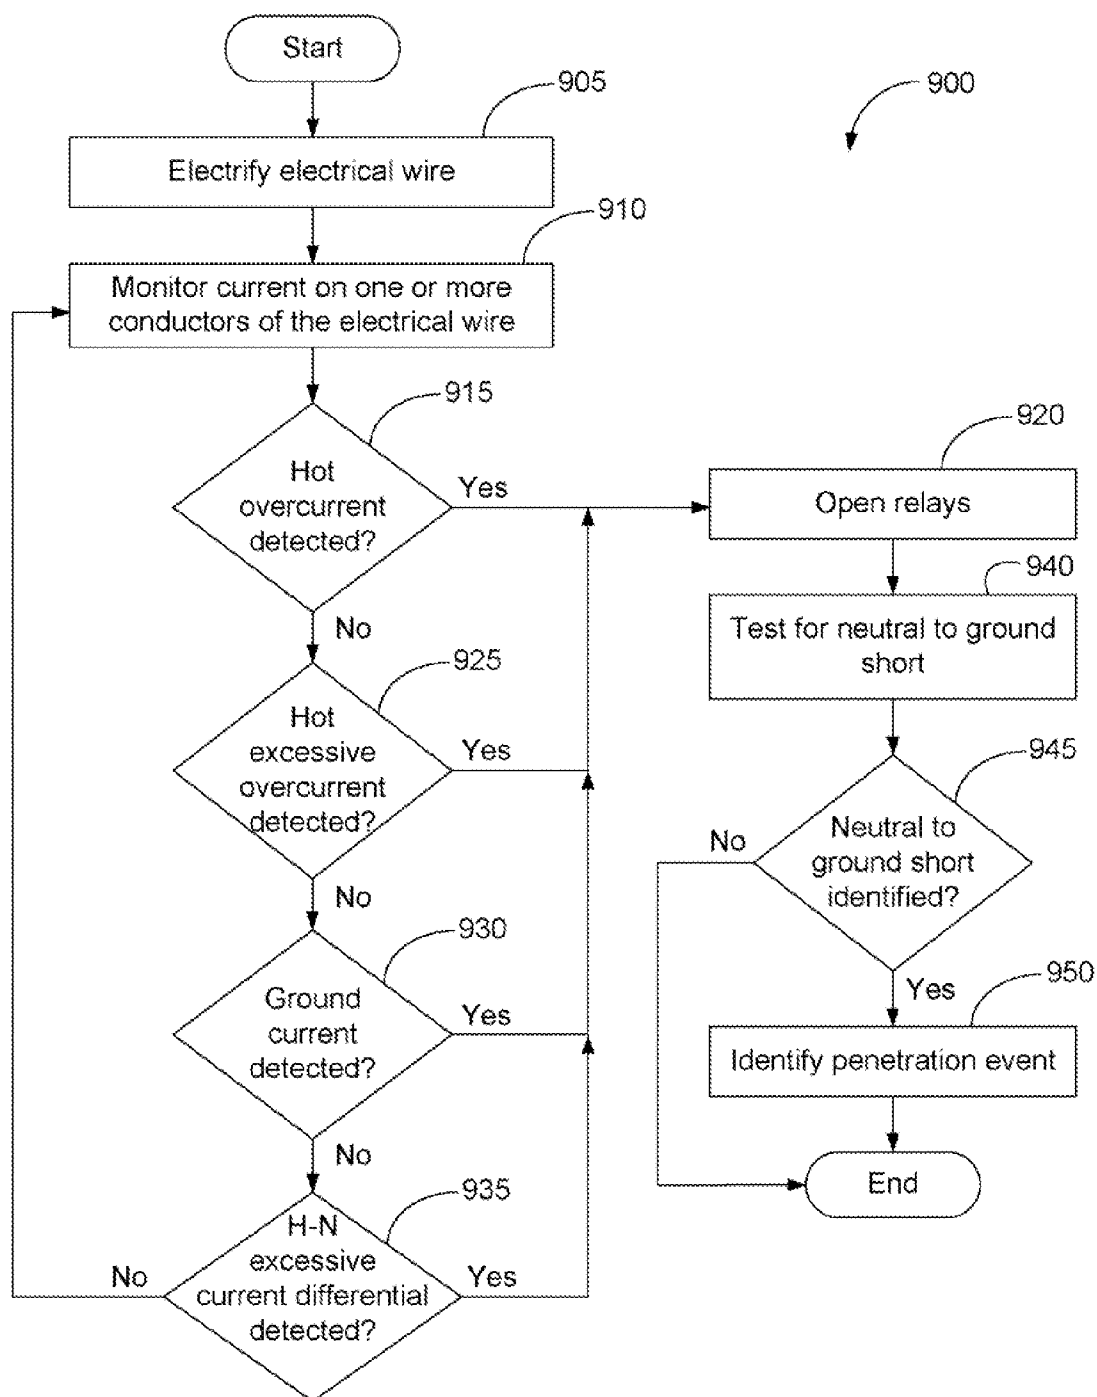 Start
905
900
Electrify electrical wire
910
Monitor current on one or more
conductors of the electrical wire
915
Hot
overcurrent
detected?
Yes
No
920
Open relays
940
Test for neutral to ground
short
925
Hot
excessive
overcurrent
detected?
Yes
No
945
Neutral to
ground short
identified?
No
Yes
930
Ground
current
detected?
Yes
No
950
Identify penetration event
End
935
H-N
excessive
current differential
detected?
No
Yes